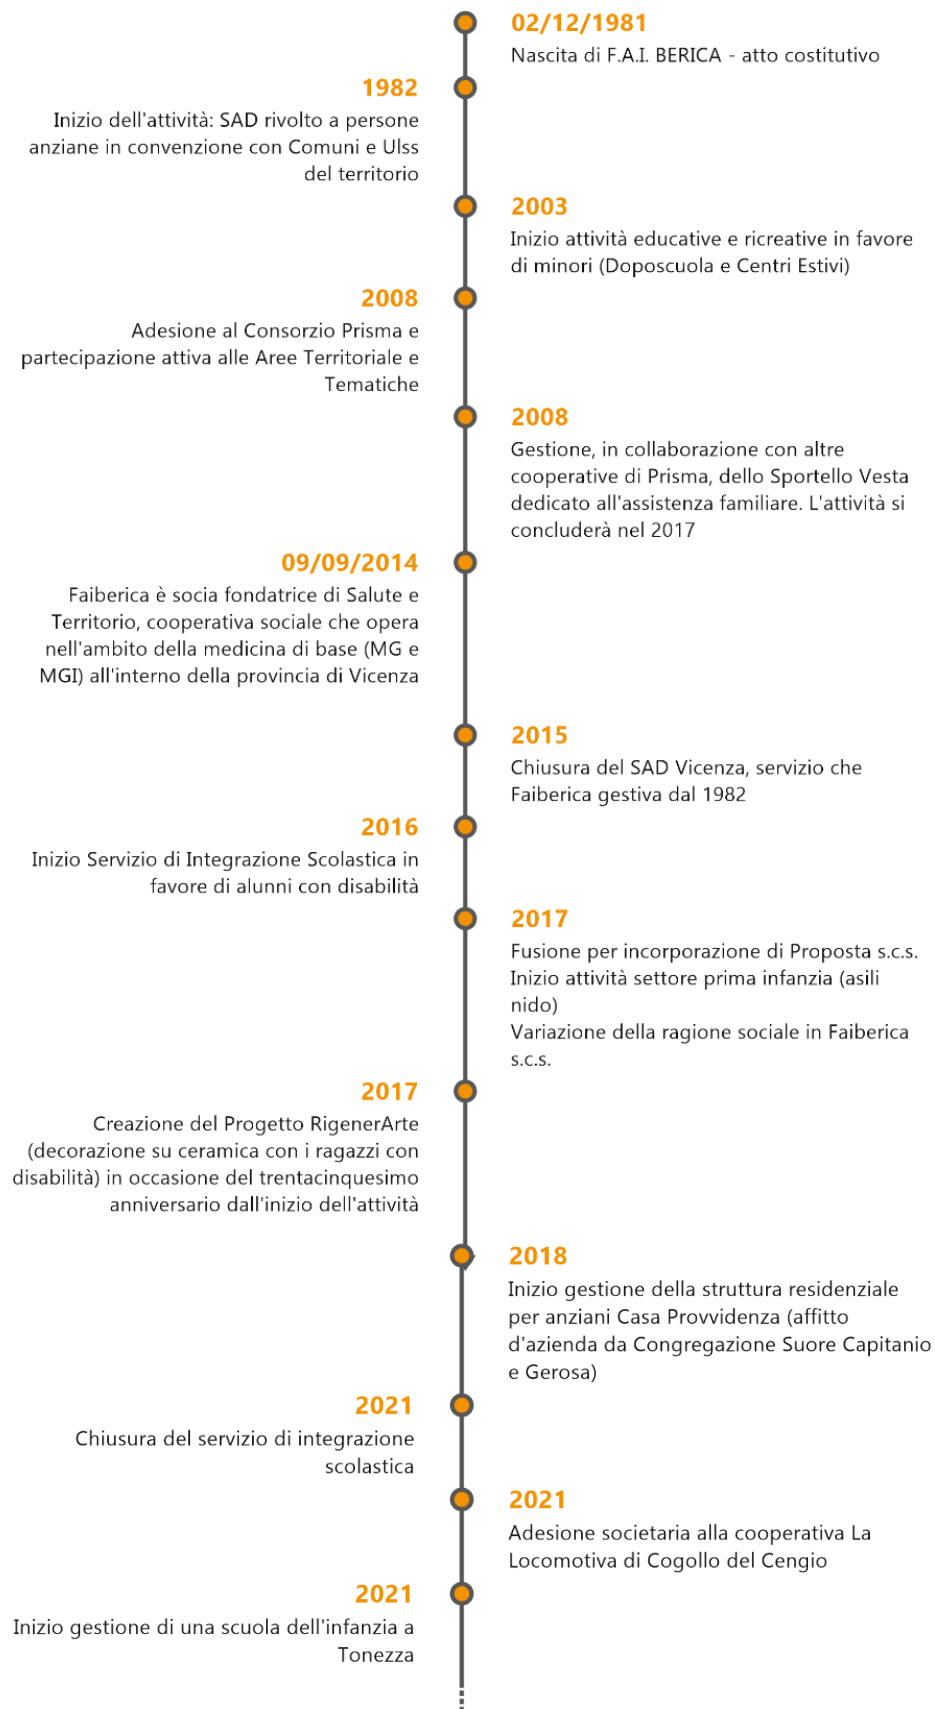 02/12/1981
Nascita di F.A.I. BERICA - atto costitutivo
1982
Inizio dell'attività: SAD rivolto a persone
anziane in convenzione con Comuni e Ulss
del territorio
2003
Inizio attività educative e ricreative in favore
di minori (Doposcuola e Centri Estivi)
2008
Adesione al Consorzio Prisma e
partecipazione attiva alle Aree Territoriale e
Tematiche
2008
Gestione, in collaborazione con altre
cooperative di Prisma, dello Sportello Vesta
dedicato all'assistenza familiare. L'attività si
concluderà nel 2017
09/09/2014
Faiberica è socia fondatrice di Salute e
Territorio, cooperativa sociale che opera
nell'ambito della medicina di base (MG e
MGI) all'interno della provincia di Vicenza
2015
Chiusura del SAD Vicenza, servizio che
Faiberica gestiva dal 1982
2016
Inizio Servizio di Integrazione Scolastica in
favore di alunni con disabilità
2017
Fusione per incorporazione di Proposta s.c.s.
Inizio attività settore prima infanzia (asili
nido)
Variazione della ragione sociale in Faiberica
s.c.s.
2017
Creazione del Progetto RigenerArte
(decorazione su ceramica con i ragazzi con
disabilità) in occasione del trentacinquesimo
anniversario dall'inizio dell'attività
2018
Inizio gestione della struttura residenziale
per anziani Casa Provvidenza (affitto
d'azienda da Congregazione Suore Capitanio
e Gerosa)
2021
Chiusura del servizio di integrazione
scolastica
2021
Adesione societaria alla cooperativa La
Locomotiva di Cogollo del Cengio
2021
Inizio gestione di una scuola dell'infanzia a
Tonezza